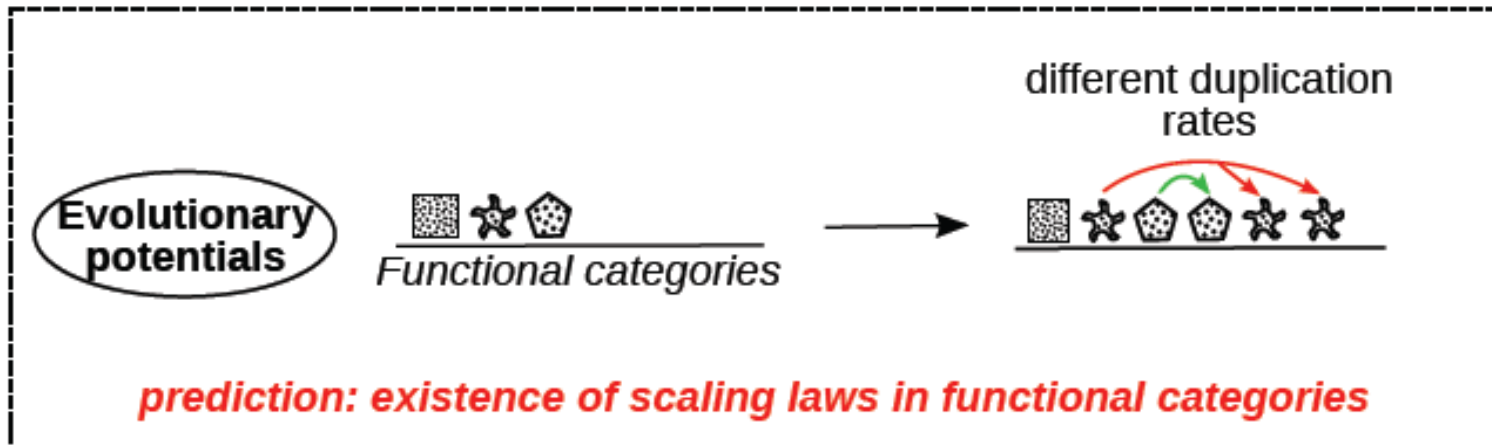 different duplication
rates
Evolutionary
potentials
Functional categories
prediction: existence of scaling laws in functional categories